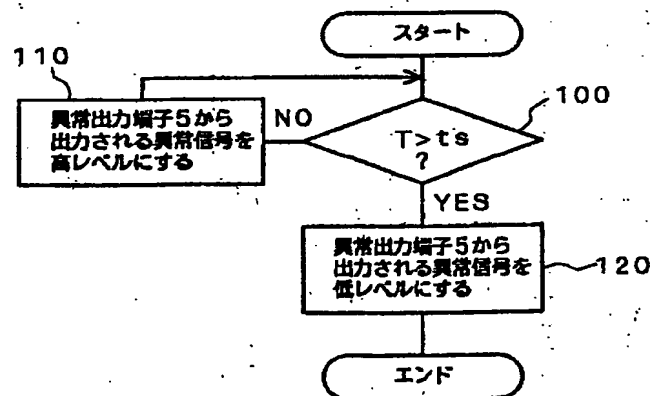 スタート
110
100
異常出力端子5から
出力される異常信号を
高レベルにする
NO
T>ts
?
YES
異常出力端子5から
出力される異常信号を
低レベルにする
120
エンド